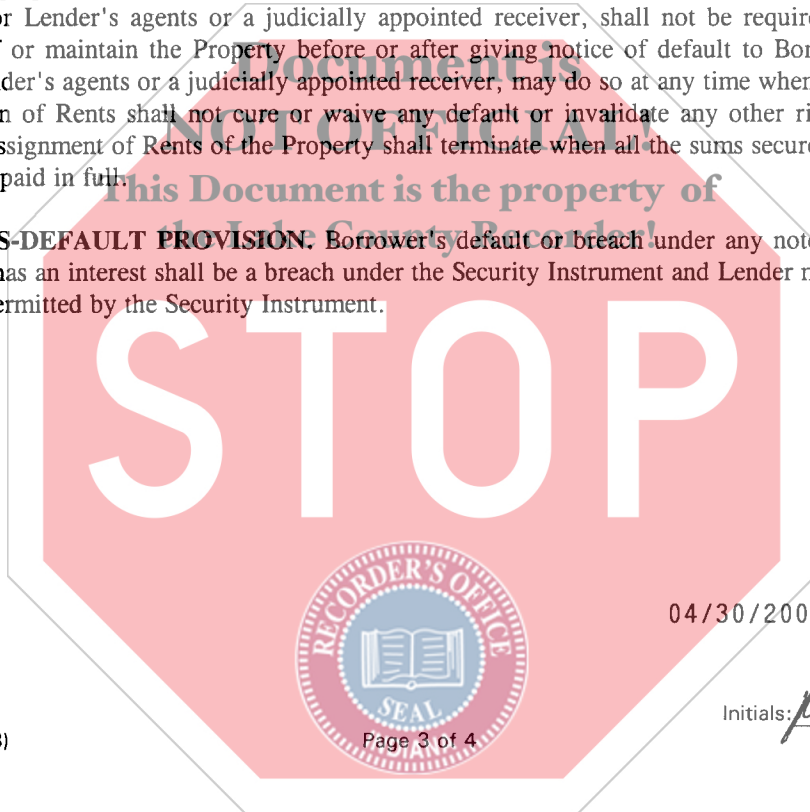 or Lender's agents or a judicially appointed receiver, shall not be require
f or maintain the Property before or after giving notice of default to Bor
der's agents or a judicially appointed receiver, may do so at any time wher
n of Rents shall not cure or waive any default or invalidate any other ri
ssignment of Rents of the Property shall terminate when all the sums secure
paid in full.
Document is
NOT OFFICIAL!
This Document is the property of
the Lake County Recorder!
S-DEFAULT PROVISION. Borrower's default or breach under any not
has an interest shall be a breach under the Security Instrument and Lender
ermitted by the Security Instrument.
STOP
RECORDER'S OFFICE
SEAL
INDIANA
04/30/200
Initials:
Page 3 of 4